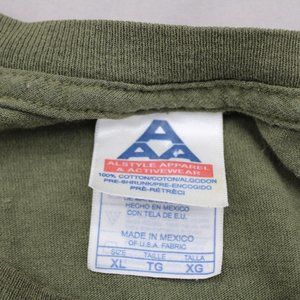 AAA
ALSTYLE APPAREL
& ACTIVEWEAR
100% COTTON/COTON/ALGODON
PRE-SHRUNK/PRE-ENCOGIDO
PRÉ-RÉTRÉCI
HECHO EN MEXICO
CON TELA DE E.U.
MADE IN MEXICO
OF U.S.A. FABRIC
SIZE TAILLE TALLA
XL TG XG